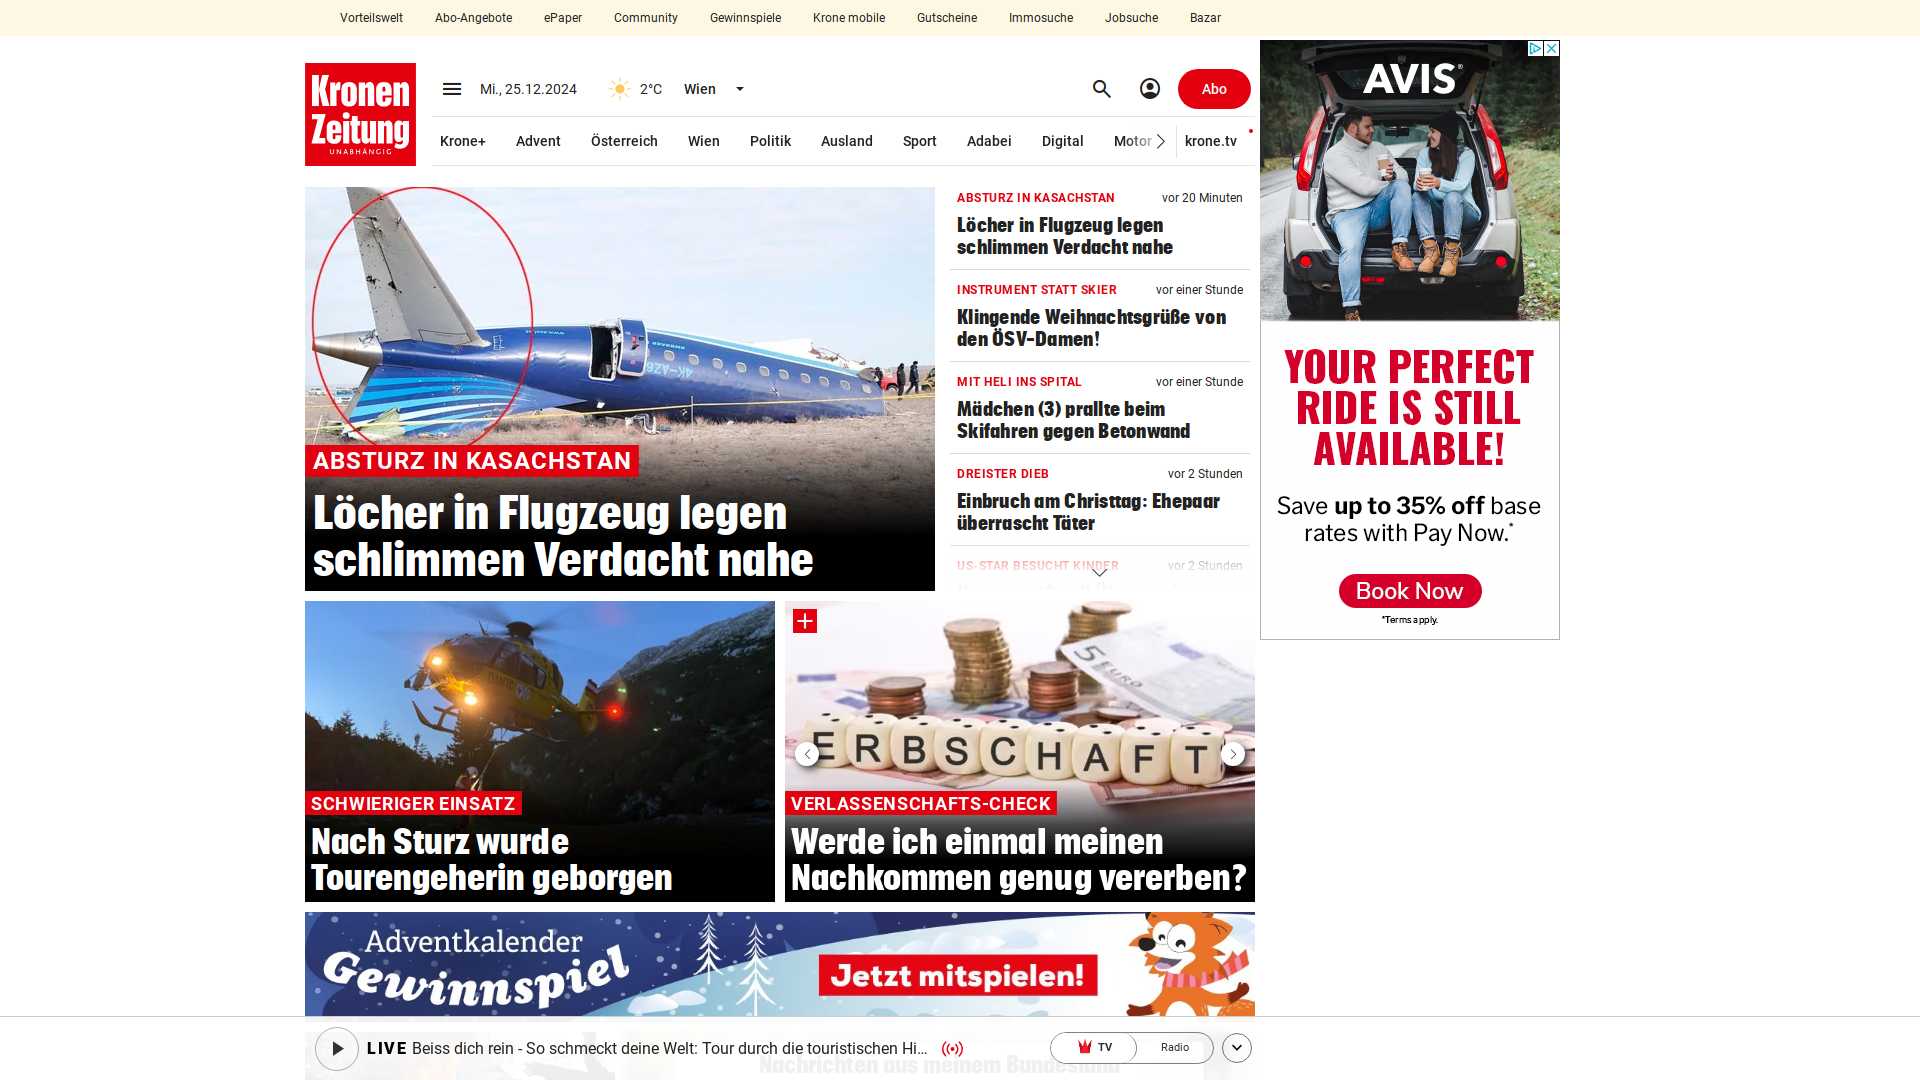 Vorteilswelt
Abo-Angebote
ePaper
Community
Gewinnspiele
Krone mobile
Gutscheine
Immosuche
Jobsuche
Bazar
Kronen
Zeitung
UNABHÄNGIG
Mi., 25.12.2024
2°C
Wien
Abo
Krone+
Advent
Österreich
Wien
Politik
Ausland
Sport
Adabei
Digital
Motor
krone.tv
4K-AZ6
ABSTURZ IN KASACHSTAN
Löcher in Flugzeug legen
schlimmen Verdacht nahe
ABSTURZ IN KASACHSTAN
vor 20 Minuten
Löcher in Flugzeug legen
schlimmen Verdacht nahe
INSTRUMENT STATT SKIER
vor einer Stunde
Klingende Weihnachtsgrüße von
den ÖSV-Damen!
MIT HELI INS SPITAL
vor einer Stunde
Mädchen (3) prallte beim
Skifahren gegen Betonwand
DREISTER DIEB
vor 2 Stunden
Einbruch am Christtag: Ehepaar
überrascht Täter
US-STAR BESUCHT KINDER
vor 2 Stunden
SCHWIERIGER EINSATZ
Nach Sturz wurde
Tourengeherin geborgen
5 EURO
ERBSCHAFT
VERLASSENSCHAFTS-CHECK
Werde ich einmal meinen
Nachkommen genug vererben?
Adventkalender
Gewinnspiel
Jetzt mitspielen!
LIVE Beiss dich rein - So schmeckt deine Welt: Tour durch die touristischen Hi...
TV
Radio
Nachrichten aus meinem Bundesland
AVIS®
YOUR PERFECT
RIDE IS STILL
AVAILABLE!
Save up to 35% off base
rates with Pay Now.*
Book Now
*Terms apply.